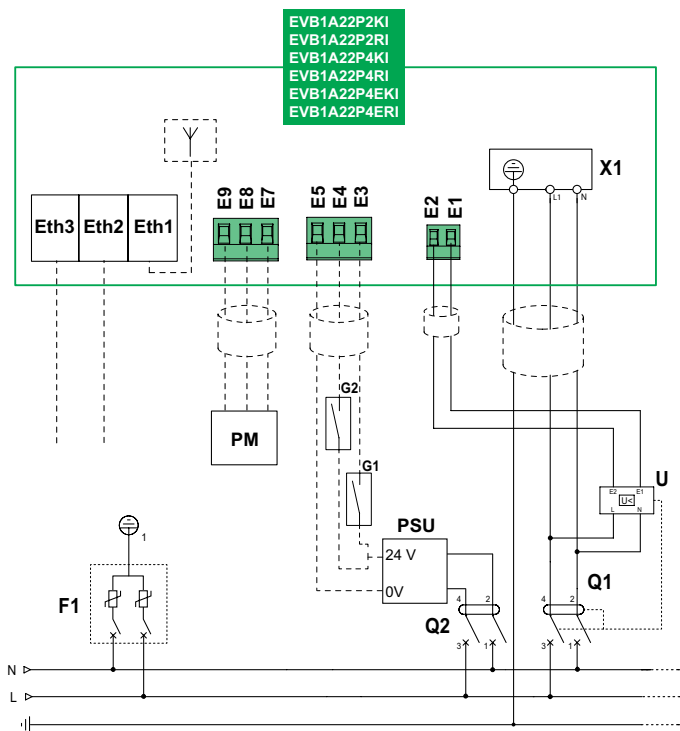 EVB1A22P2KI
EVB1A22P2RI
EVB1A22P4KI
EVB1A22P4RI
EVB1A22P4EKI
EVB1A22P4ERI
X1
L1 N
Eth3 Eth2 Eth1
E9 E8 E7
E5 E4 E3
E2 E1
G2
PM
G1
U
E2 E1
U<
L N
PSU
24 V
0V
1
F1
Q2
4 2
3 1
Q1
4 2
3 1
N
L